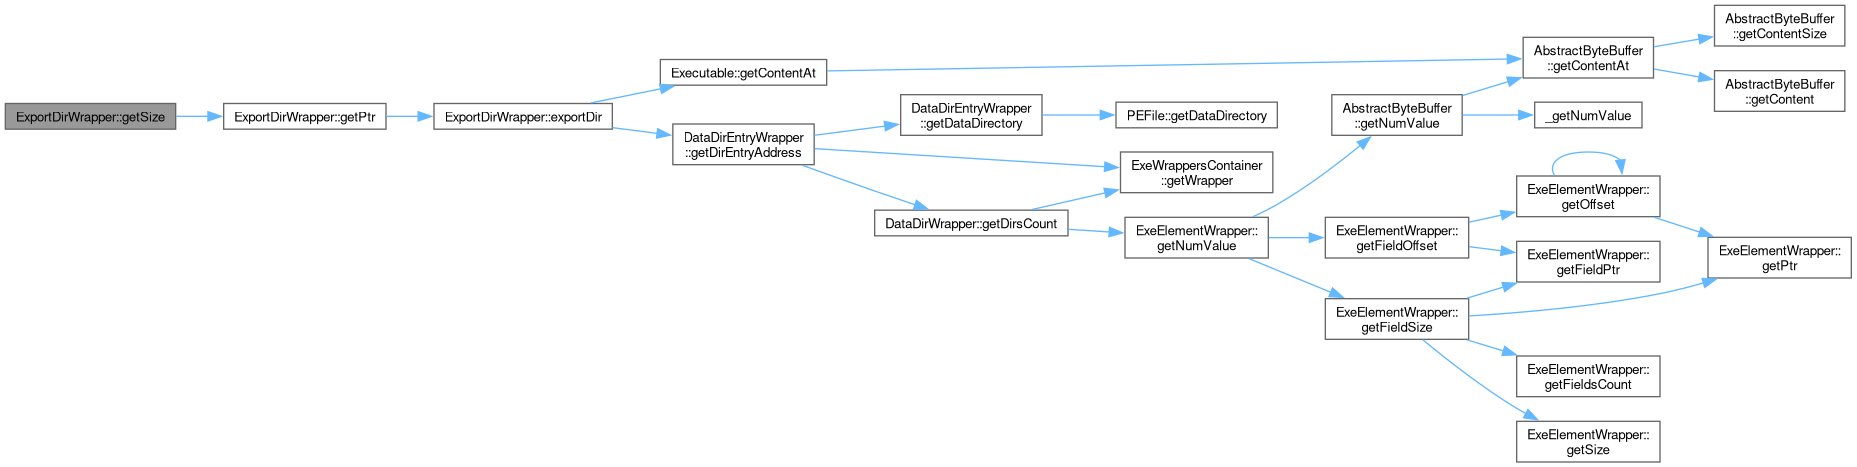 ExportDirWrapper::getSize
ExportDirWrapper::getPtr
ExportDirWrapper::exportDir
Executable::getContentAt
DataDirEntryWrapper
::getDirEntryAddress
DataDirEntryWrapper
::getDataDirectory
PEFile::getDataDirectory
ExeWrappersContainer
::getWrapper
DataDirWrapper::getDirsCount
ExeElementWrapper::
getNumValue
AbstractByteBuffer
::getNumValue
_getNumValue
AbstractByteBuffer
::getContentAt
AbstractByteBuffer
::getContentSize
AbstractByteBuffer
::getContent
ExeElementWrapper::
getFieldOffset
ExeElementWrapper::
getOffset
ExeElementWrapper::
getFieldPtr
ExeElementWrapper::
getPtr
ExeElementWrapper::
getFieldSize
ExeElementWrapper::
getFieldsCount
ExeElementWrapper::
getSize